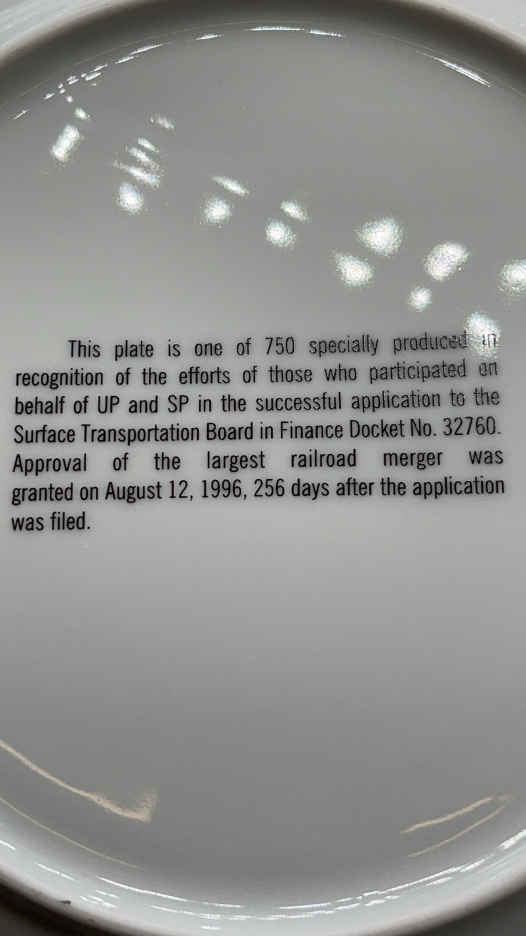 This plate is one of 750 specially produced in
recognition of the efforts of those who participated on
behalf of UP and SP in the successful application to the
Surface Transportation Board in Finance Docket No. 32760.
Approval of the largest railroad merger was
granted on August 12, 1996, 256 days after the application
was filed.